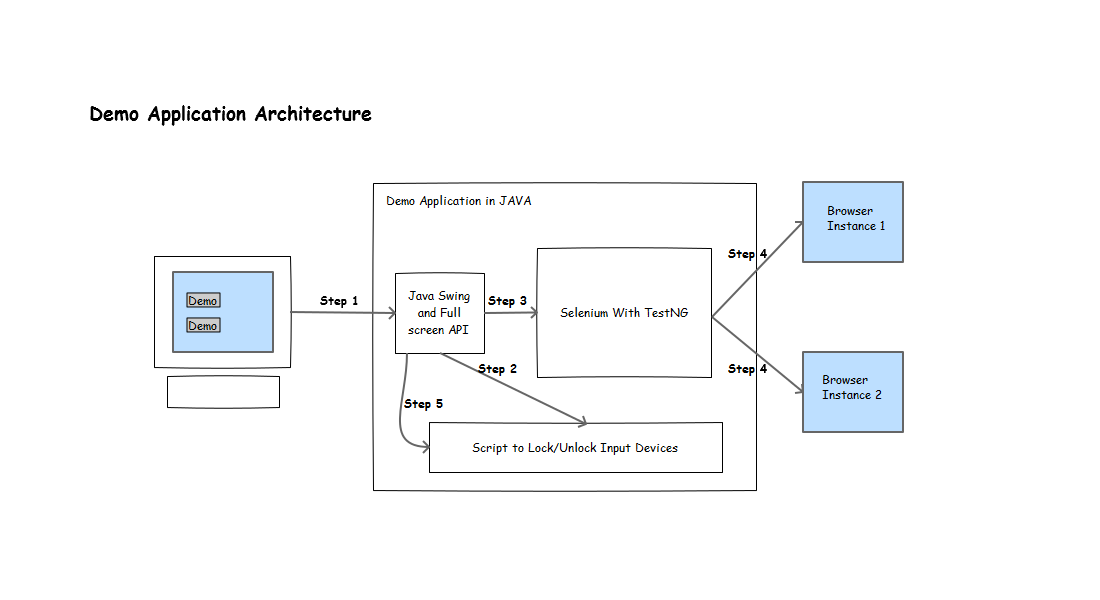 Demo Application Architecture
Demo Application in JAVA
Browser
Instance 1
Step 4
Demo
Demo
Step 1
Java Swing
and Full
screen API
Step 3
Selenium With TestNG
Step 2
Step 4
Browser
Instance 2
Step 5
Script to Lock/Unlock Input Devices